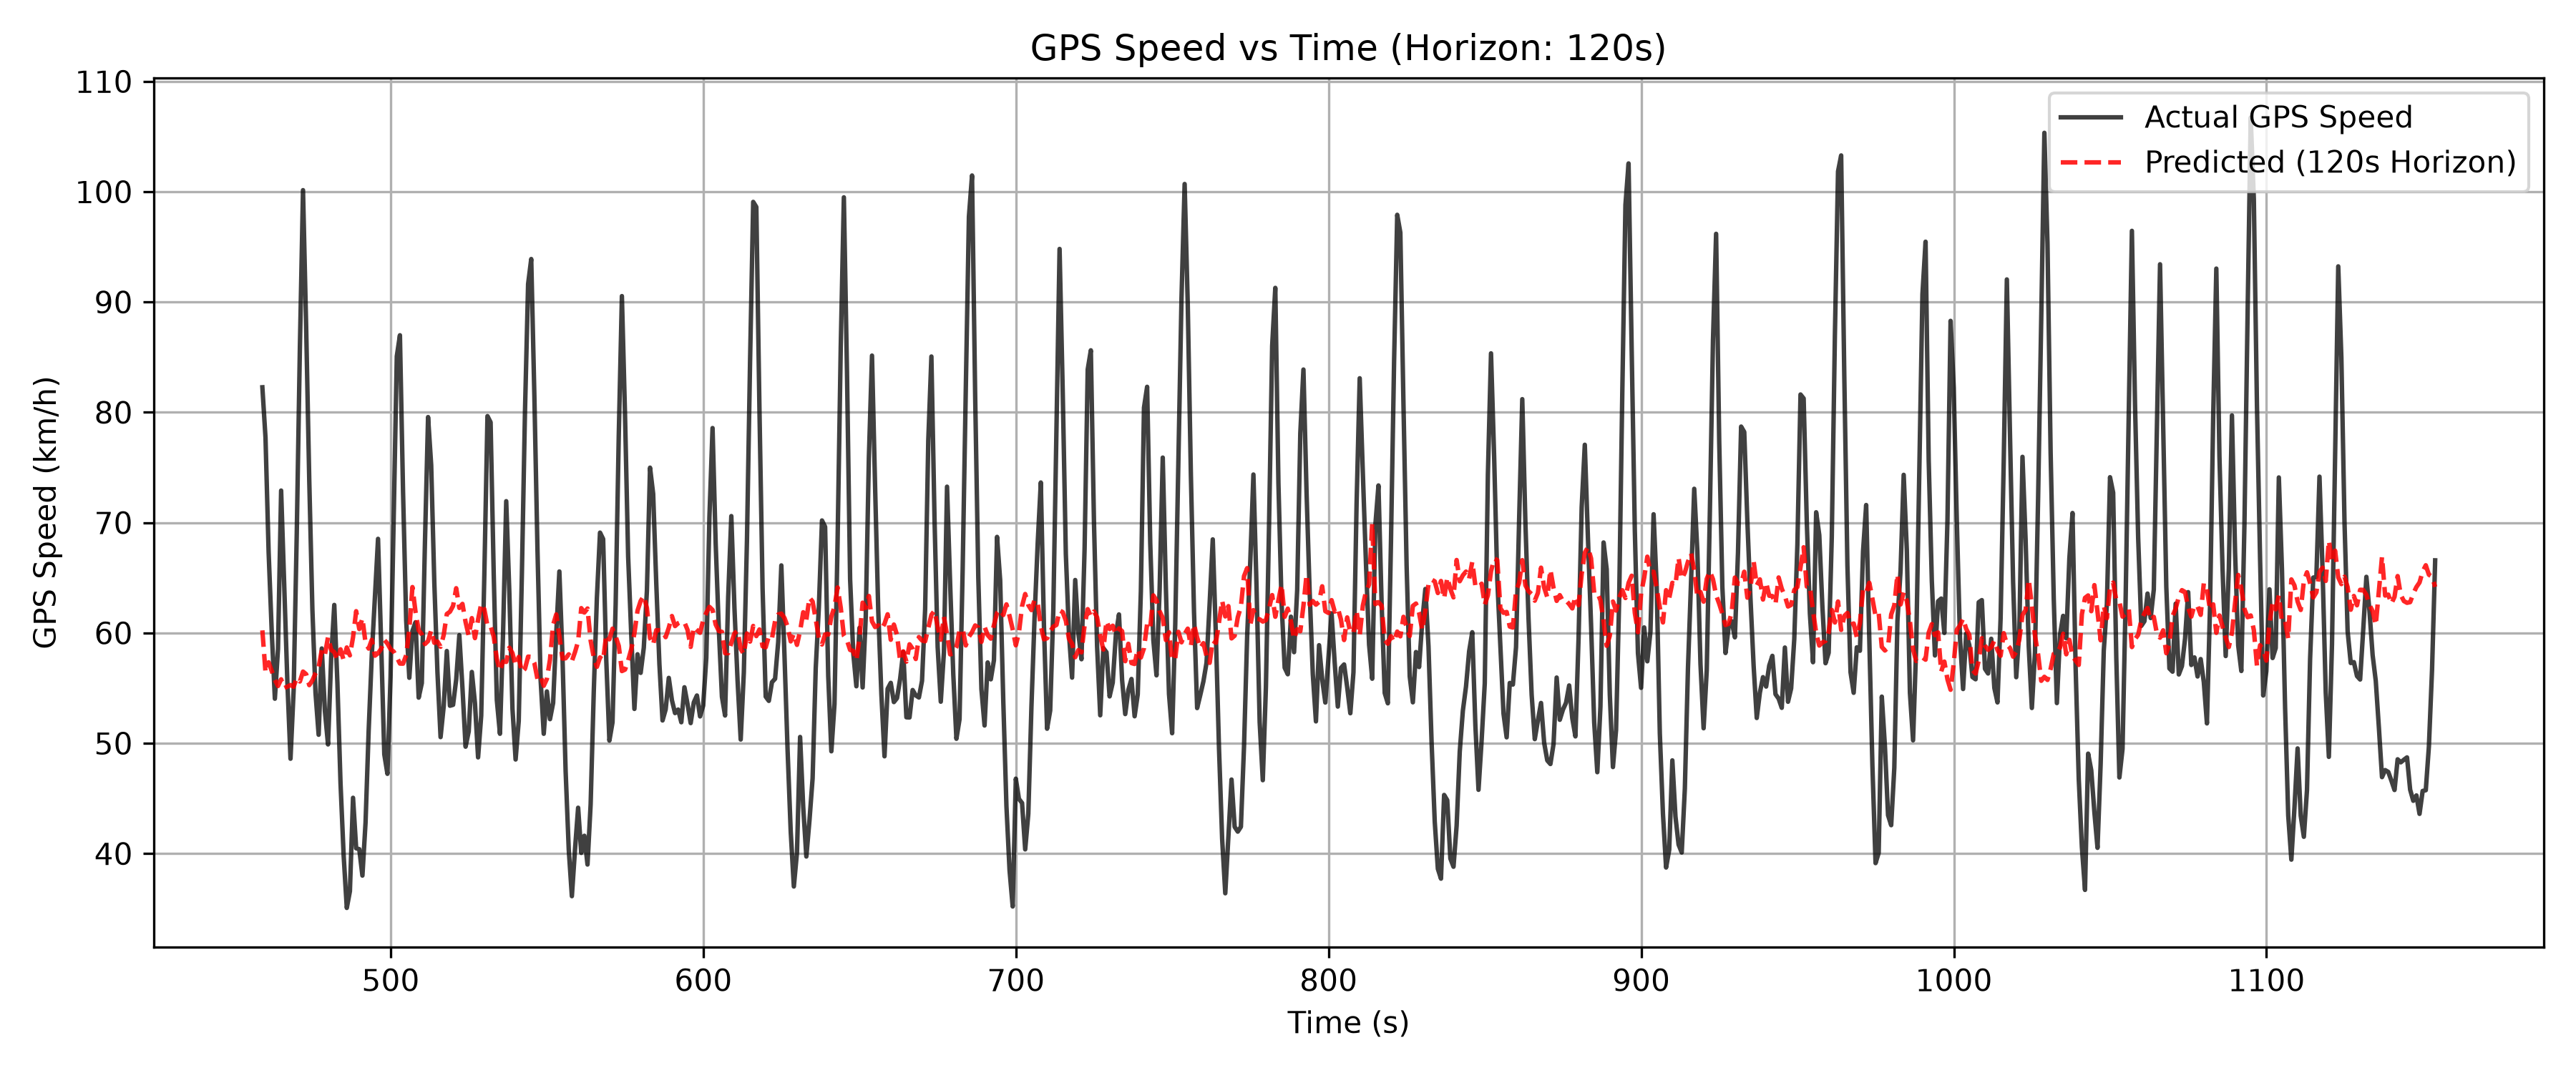 GPS Speed vs Time (Horizon: 120s)
110
100
90
80
70
60
50
40
GPS Speed (km/h)
Actual GPS Speed
Predicted (120s Horizon)
500 600 700 800 900 1000 1100
Time (s)